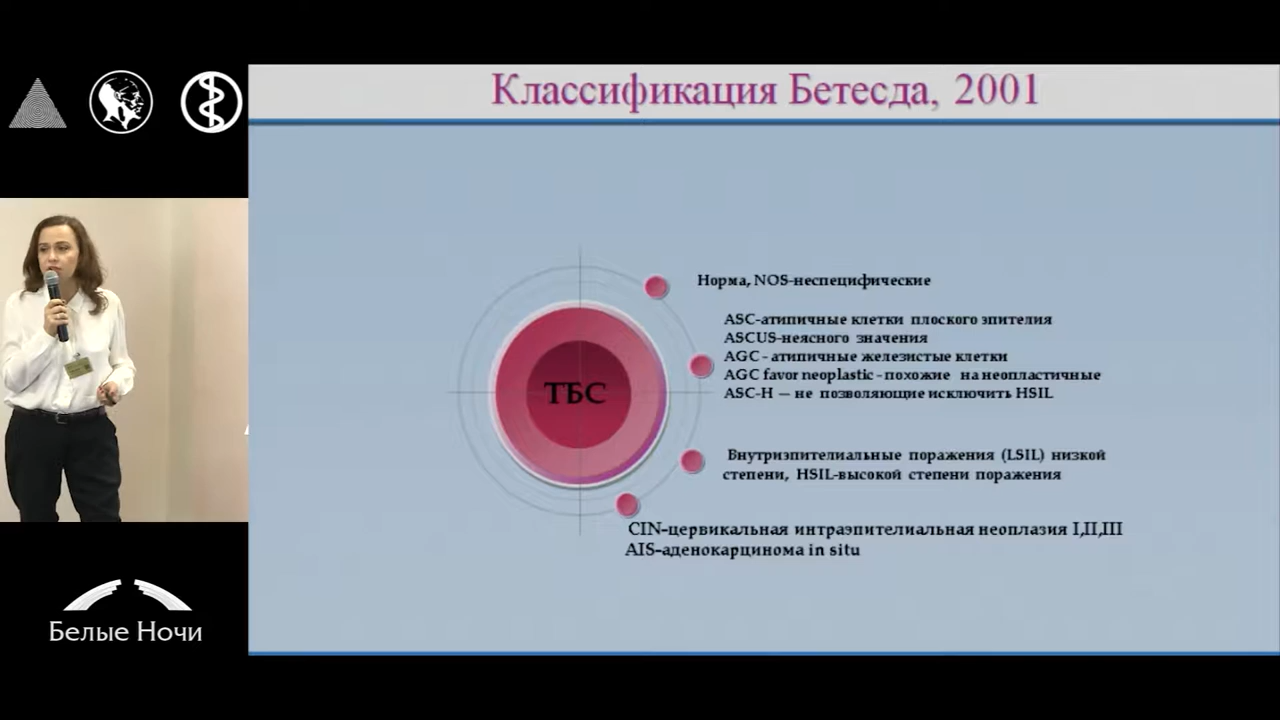 Классификация Бетесда, 2001
Норма, NOS-неспецифические
ASC-атипичные клетки плоского эпителия
ASCUS-неясного значения
AGC - атипичные железистые клетки
AGC favor neoplastic - похожие на неопластичные
ASC-H — не позволяющие исключить HSIL
ТБС
Внутриэпителиальные поражения (LSIL) низкой
степени, HSIL-высокой степени поражения
CIN-цервикальная интраэпителиальная неоплазия I,II,III
AIS-аденокарцинома in situ
Белые Ночи